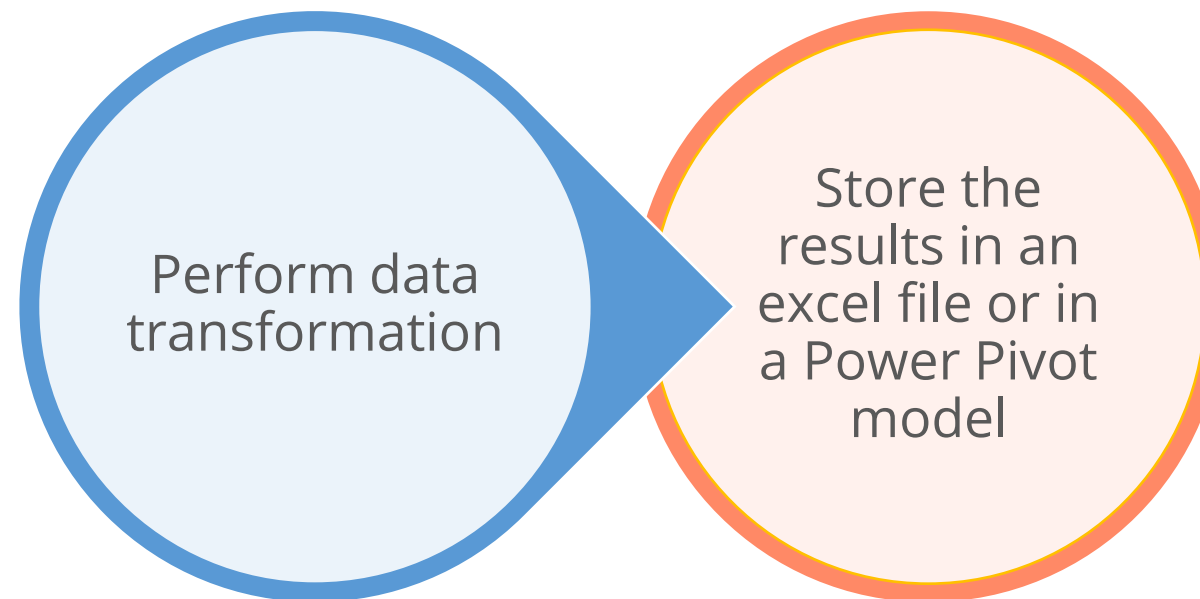 Perform data
transformation
Store the
results in an
excel file or in
a Power Pivot
model